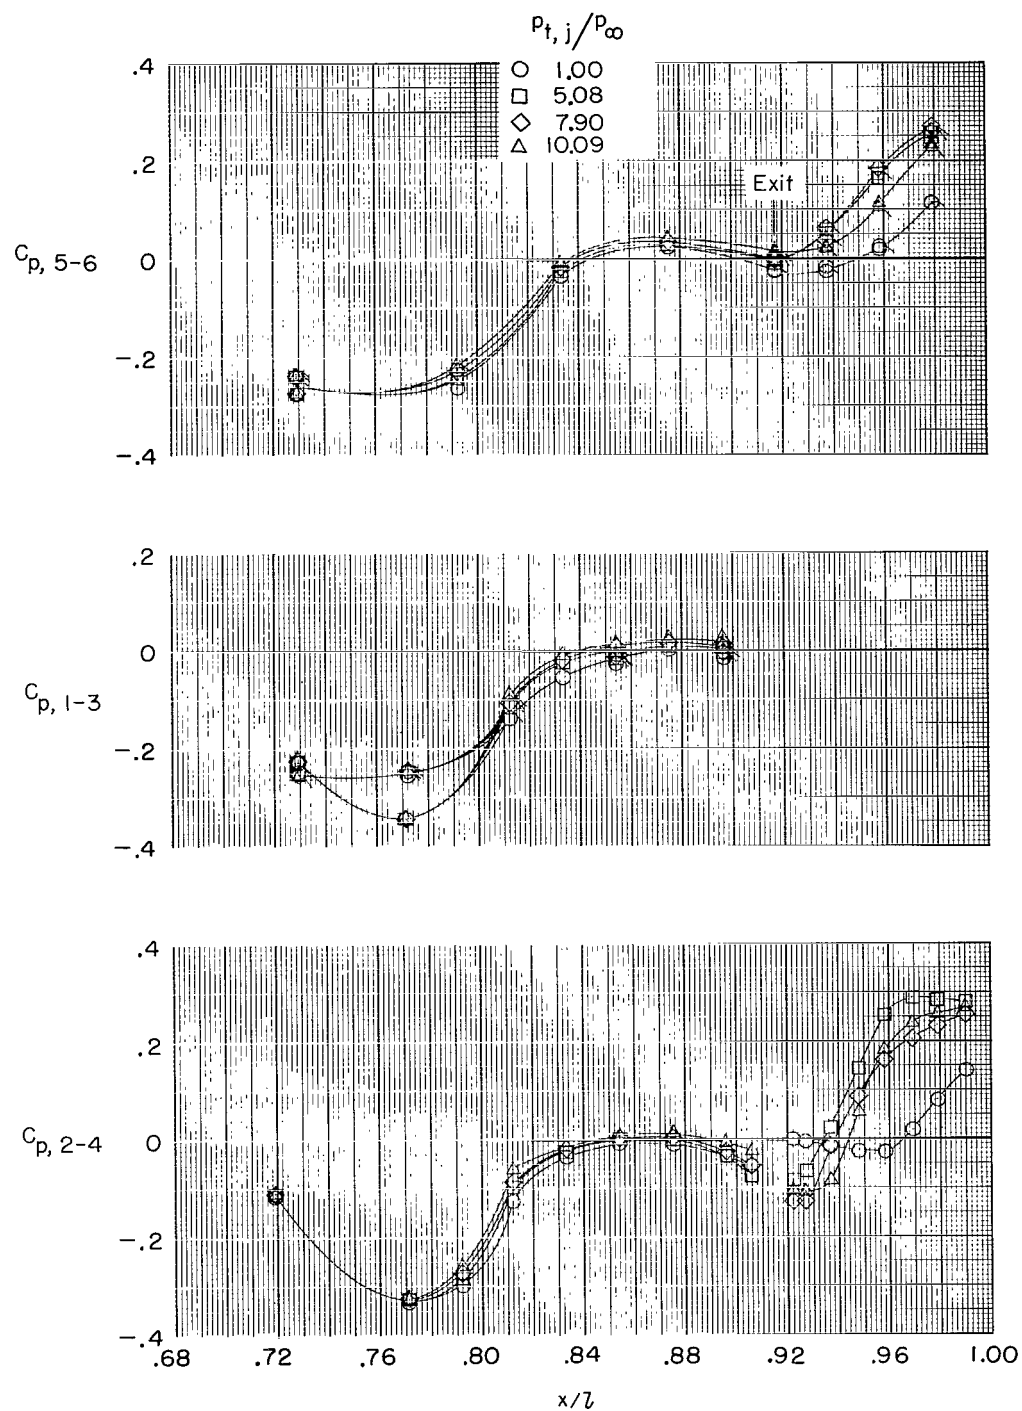 p_t, j/p_∞
1.00
5.08
7.90
10.09
.4
.2
0
-.2
-.4
C_p, 5-6
Exit
.2
0
-.2
-.4
C_p, 1-3
.4
.2
0
-.2
-.4
C_p, 2-4
.68 .72 .76 .80 .84 .88 .92 .96 1.00
x/l